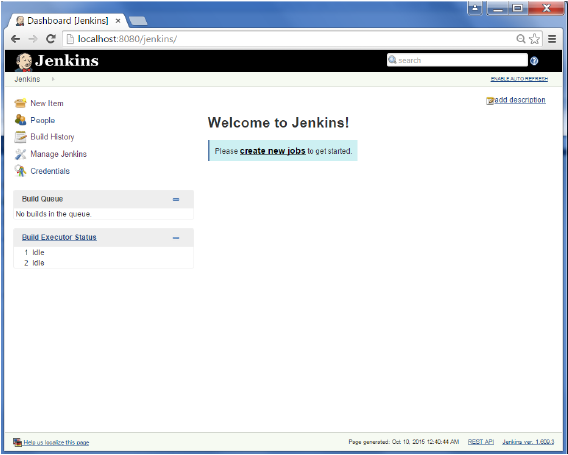 Dashboard [Jenkins]
localhost:8080/jenkins/
Jenkins
search
Jenkins
ENABLE AUTO REFRESH
New Item
People
Build History
Manage Jenkins
Credentials
add description
Welcome to Jenkins!
Please create new jobs to get started.
Build Queue
No builds in the queue.
Build Executor Status
1 Idle
2 Idle
Help us localize this page
Page generated: Oct 10, 2015 12:40:44 AM
REST API
Jenkins ver. 1.609.3